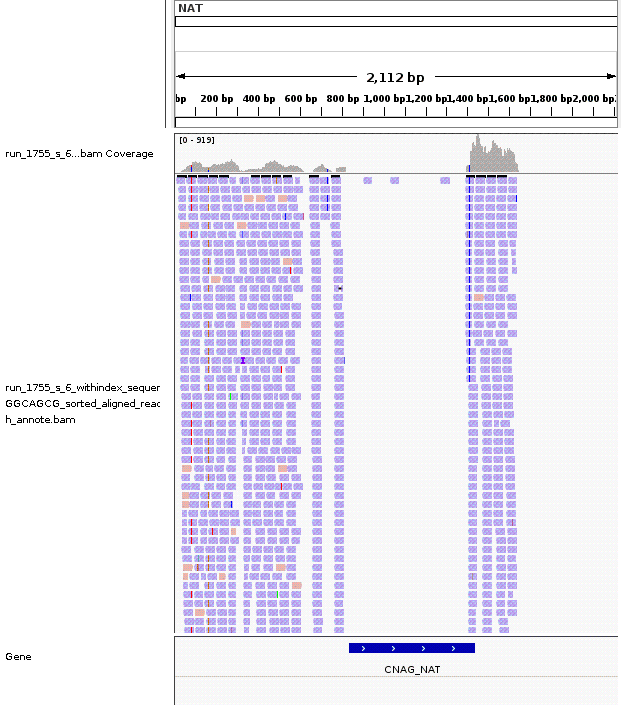 NAT
2,112 bp
bp 200 bp 400 bp 600 bp 800 bp 1,000 bp 1,200 bp 1,400 bp 1,600 bp 1,800 bp 2,000 bp
[0 - 919]
run_1755_s_6...bam Coverage
run_1755_s_6_withindex_sequer
GGCAGCG_sorted_aligned_reac
h_annote.bam
Gene
CNAG_NAT